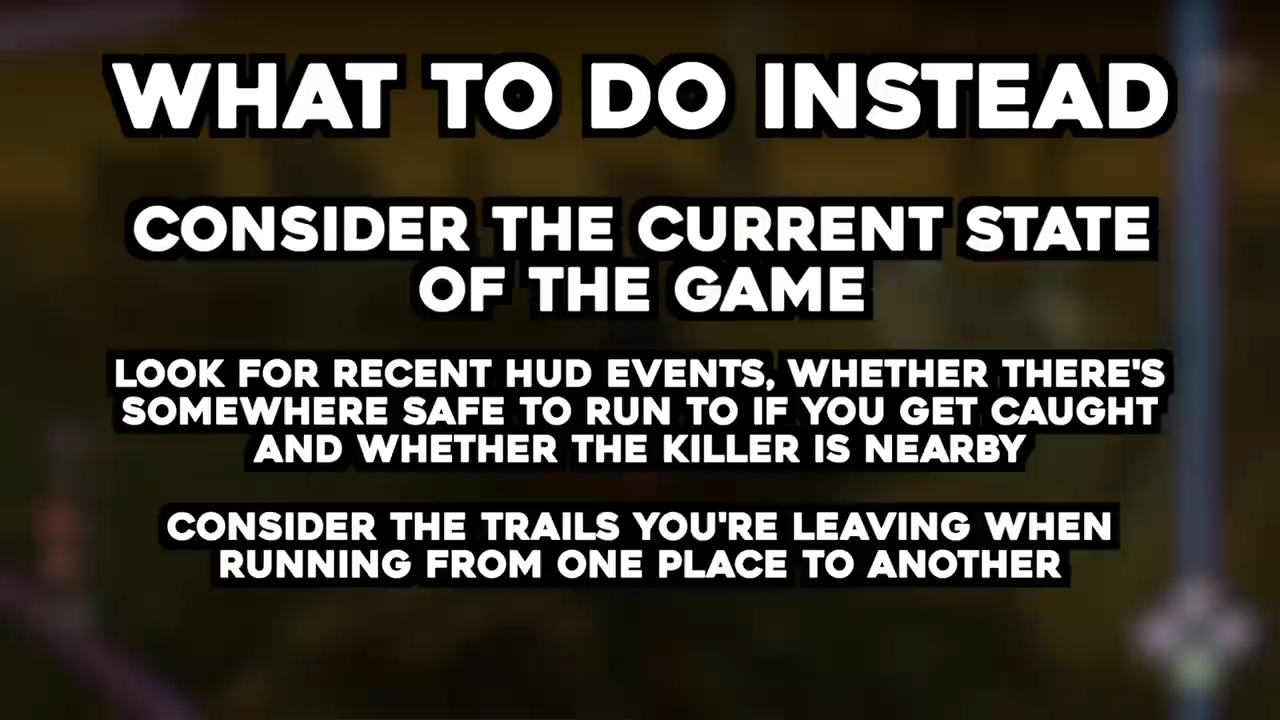 WHAT TO DO INSTEAD
CONSIDER THE CURRENT STATE
OF THE GAME
LOOK FOR RECENT HUD EVENTS, WHETHER THERE'S
SOMEWHERE SAFE TO RUN TO IF YOU GET CAUGHT
AND WHETHER THE KILLER IS NEARBY
CONSIDER THE TRAILS YOU'RE LEAVING WHEN
RUNNING FROM ONE PLACE TO ANOTHER